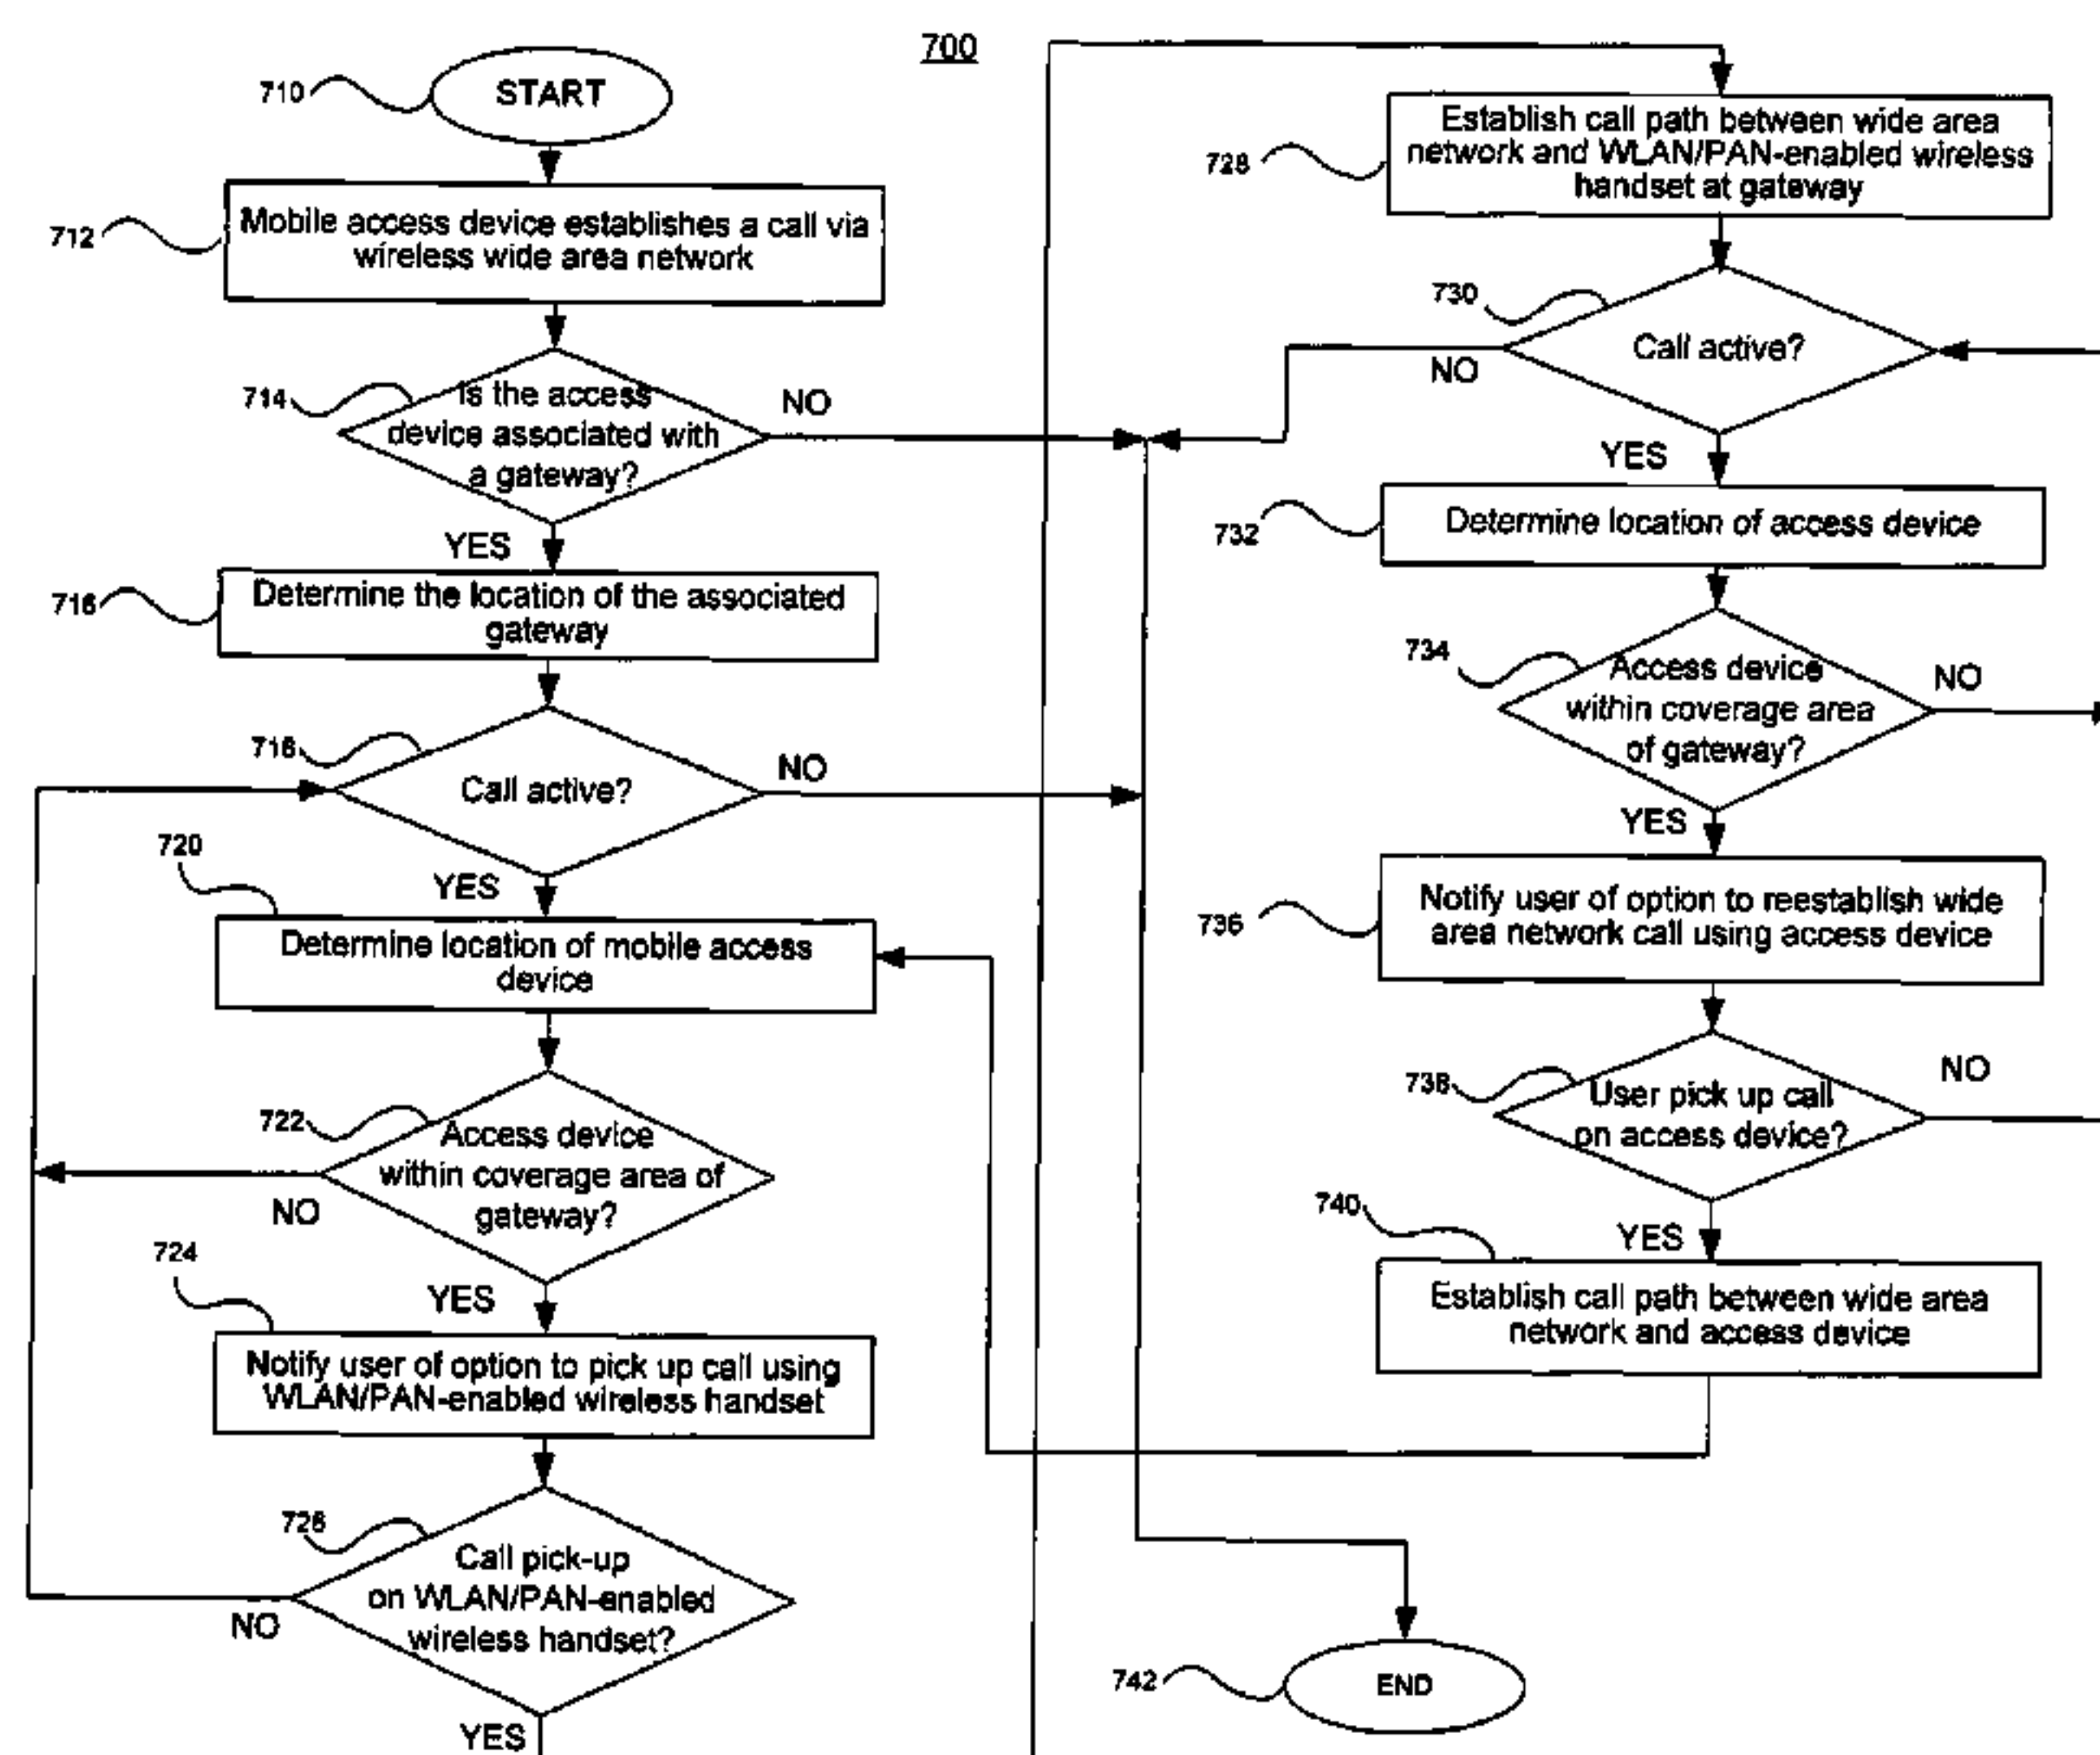 700
710
START
712
Mobile access device establishes a call via
wireless wide area network
714
Is the access
device associated with
a gateway?
NO
YES
716
Determine the location of the associated
gateway
718
Call active?
NO
YES
720
Determine location of mobile access
device
722
Access device
within coverage area of
gateway?
NO
YES
724
Notify user of option to pick up call using
WLAN/PAN-enabled wireless handset
726
Call pick-up
on WLAN/PAN-enabled
wireless handset?
NO
YES
728
Establish call path between wide area
network and WLAN/PAN-enabled wireless
handset at gateway
730
Call active?
NO
YES
732
Determine location of access device
734
Access device
within coverage area
of gateway?
NO
YES
736
Notify user of option to reestablish wide
area network call using access device
738
User pick up call
on access device?
NO
YES
740
Establish call path between wide area
network and access device
742
END